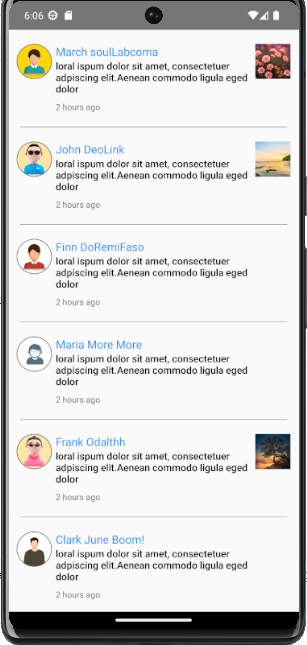 6:06
March soulLabcoma
loral ispum dolor sit amet, consectetuer
adpiscing elit.Aenean commodo ligula eged
dolor
2 hours ago
John DeoLink
loral ispum dolor sit amet, consectetuer
adpiscing elit.Aenean commodo ligula eged
dolor
2 hours ago
Finn DoRemiFaso
loral ispum dolor sit amet, consectetuer
adpiscing elit.Aenean commodo ligula eged
dolor
2 hours ago
Maria More More
loral ispum dolor sit amet, consectetuer
adpiscing elit.Aenean commodo ligula eged
dolor
2 hours ago
Frank Odalthh
loral ispum dolor sit amet, consectetuer
adpiscing elit.Aenean commodo ligula eged
dolor
2 hours ago
Clark June Boom!
loral ispum dolor sit amet, consectetuer
adpiscing elit.Aenean commodo ligula eged
dolor
2 hours ago